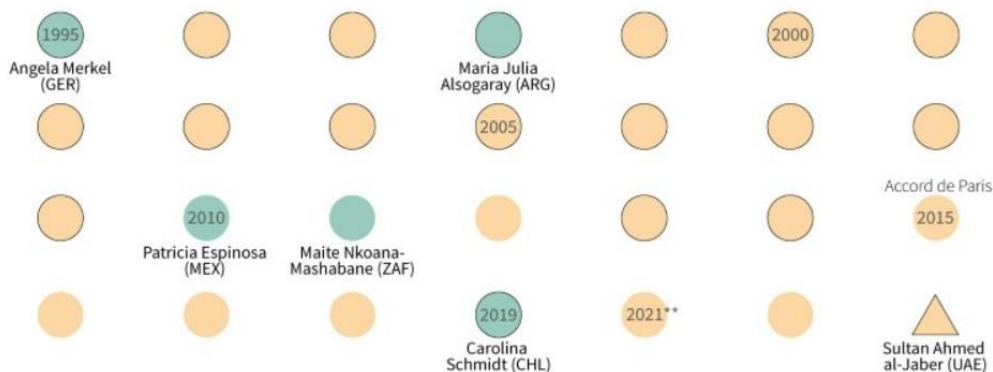 1995
Angela Merkel
(GER)
Maria Julia
Alsogaray (ARG)
2000
2005
Accord de Paris
2010
Patricia Espinosa
(MEX)
Maite Nkoana-
Mashabane (ZAF)
2015
2019
Carolina
Schmidt (CHL)
2021**
Sultan Ahmed
al-Jaber (UAE)